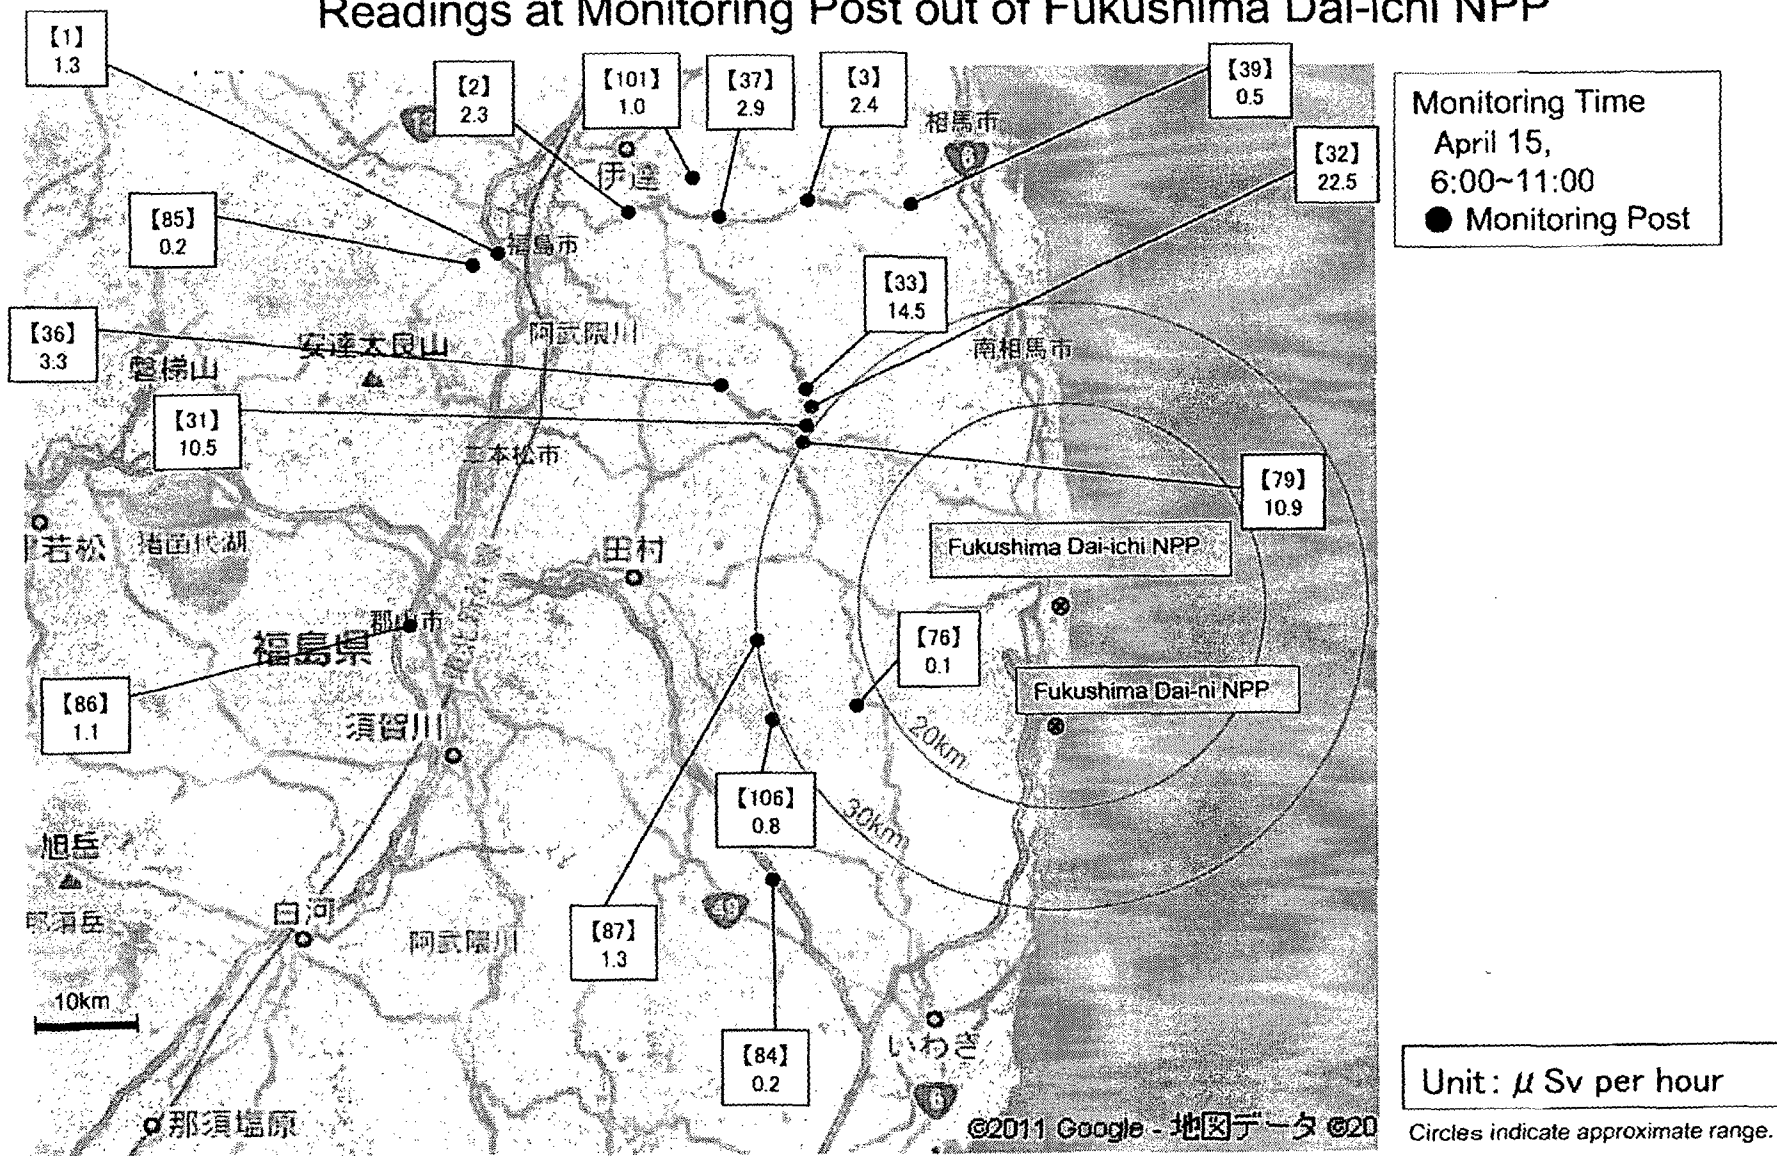 Readings at Monitoring Post out of Fukushima Dai-ichi NPP
【1】
1.3
【2】
2.3
【101】
1.0
【37】
2.9
【3】
2.4
【39】
0.5
【32】
22.5
Monitoring Time
April 15,
6:00~11:00
● Monitoring Post
相馬市
6
伊達
【85】
0.2
福島市
【33】
14.5
【36】
3.3
安達太良山
阿武隈川
磐梯山
南相馬市
【31】
10.5
二本松市
【79】
10.9
若松
猪苗代湖
田村
Fukushima Dai-ichi NPP
郡山市
福島県
【76】
0.1
Fukushima Dai-ni NPP
【86】
1.1
須賀川
20km
【106】
0.8
30km
旭岳
那須岳
白河
49
阿武隈川
【87】
1.3
10km
【84】
0.2
いわき
6
那須塩原
©2011 Google - 地図データ ©20
Unit: μ Sv per hour
Circles indicate approximate range.